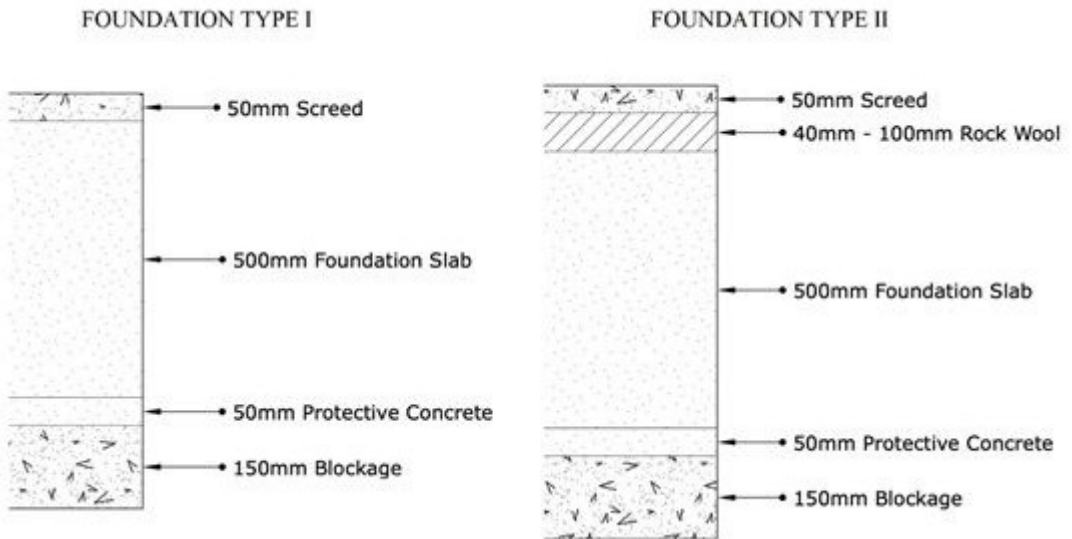 FOUNDATION TYPE I
50mm Screed
500mm Foundation Slab
50mm Protective Concrete
150mm Blockage
FOUNDATION TYPE II
50mm Screed
40mm - 100mm Rock Wool
500mm Foundation Slab
50mm Protective Concrete
150mm Blockage